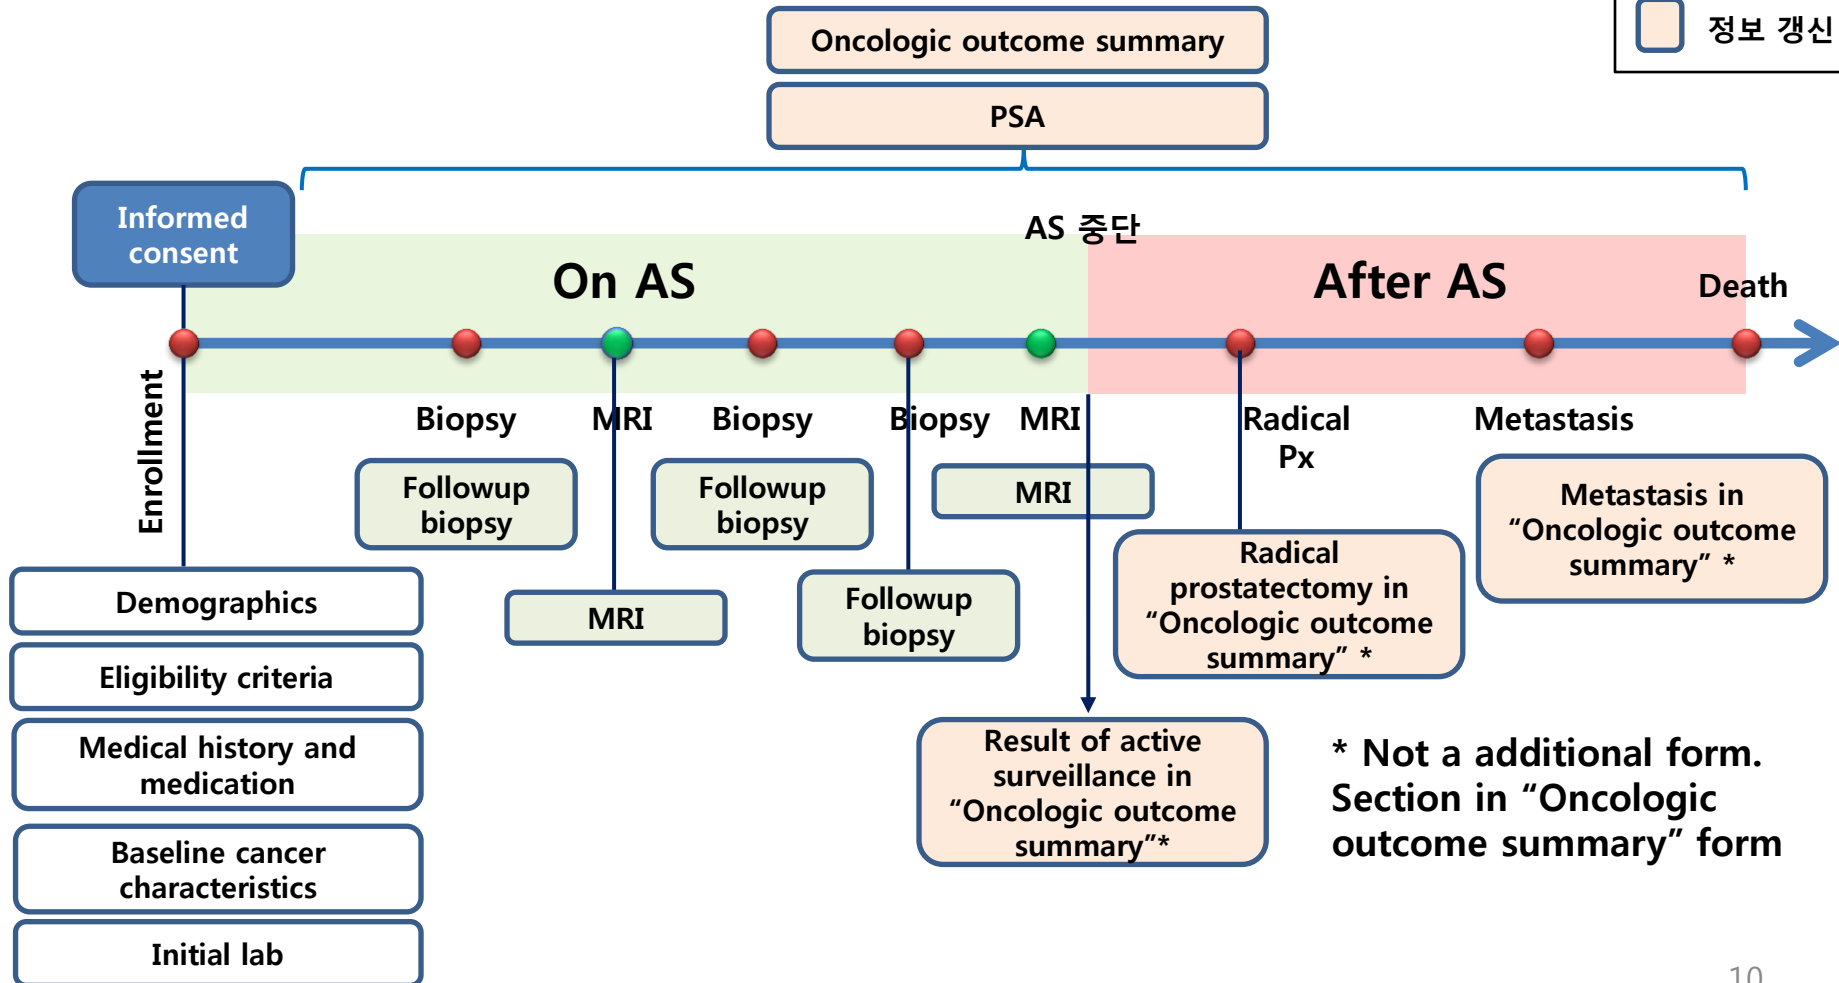 Oncologic outcome summary
정보 갱신
PSA
Informed
consent
AS 중단
On AS
After AS
Death
Enrollment
Biopsy
MRI
Biopsy
Biopsy
MRI
Radical
Px
Metastasis
Followup
biopsy
Followup
biopsy
MRI
Metastasis in
“Oncologic outcome
summary” *
Radical
prostatectomy in
“Oncologic outcome
summary” *
Demographics
MRI
Followup
biopsy
Eligibility criteria
Medical history and
medication
Result of active
surveillance in
“Oncologic outcome
summary”*
* Not a additional form.
Section in “Oncologic
outcome summary” form
Baseline cancer
characteristics
Initial lab
10